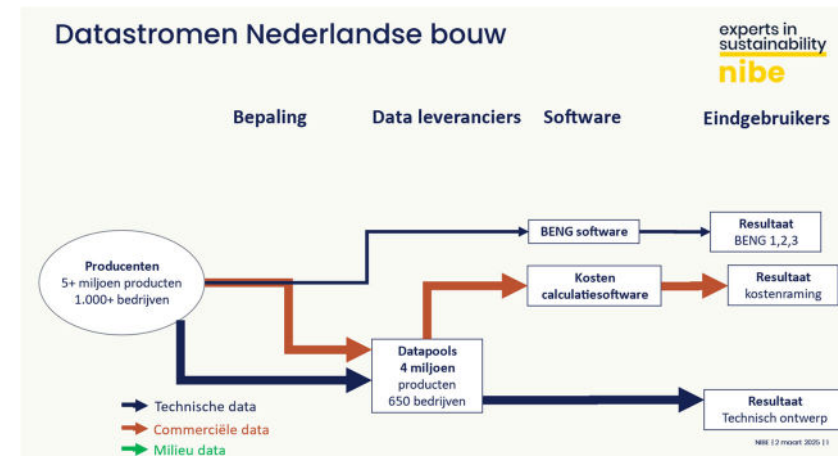 Datastromen Nederlandse bouw
experts in
sustainability
nibe
Bepaling
Data leveranciers
Software
Eindgebruikers
BENG software
Resultaat
BENG 1,2,3
Producenten
5+ miljoen producten
1.000+ bedrijven
Kosten
calculatiesoftware
Resultaat
kostenraming
Datapools
4 miljoen
producten
650 bedrijven
Resultaat
Technisch ontwerp
Technische data
Commerciële data
Milieu data
NIBE | 2 maart 2025 | 1